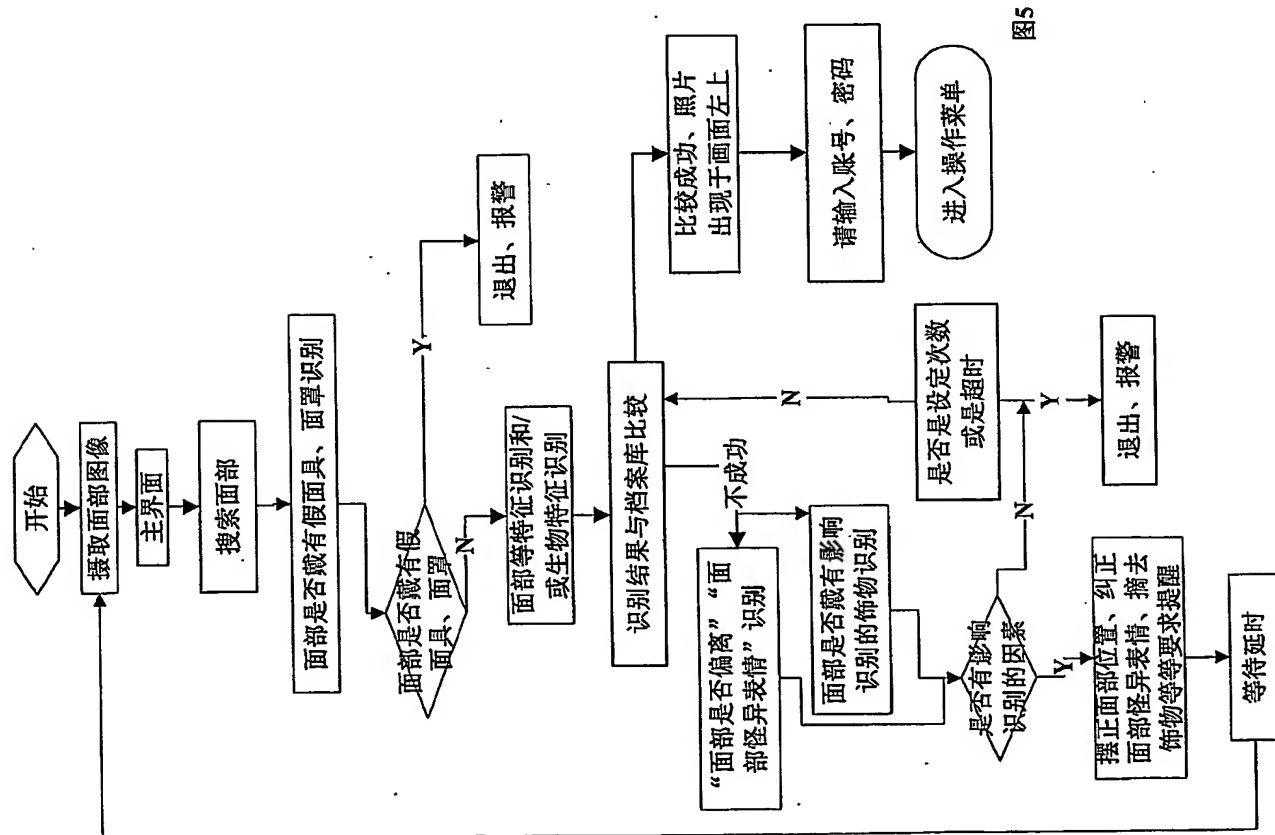 开始
摄取面部图像
主界面
搜索面部
面部是否戴有假面具、面罩识别
面部是否戴有假
面具、面罩
Y
退出、报警
N
面部等特征识别和/
或生物特征识别
识别结果与档案库比较
比较成功、照片
出现于画面左上
请输入账号、密码
进入操作菜单
不成功
"面部是否偏离" "面
部怪异表情" 识别
面部是否戴有影响
识别的饰物识别
是否有影响
识别的因素
N
Y
是否是设定次数
或是超时
N
Y
退出、报警
摆正面部位置、纠正
面部怪异表情、摘去
饰物等等要求提醒
等待延时
图5